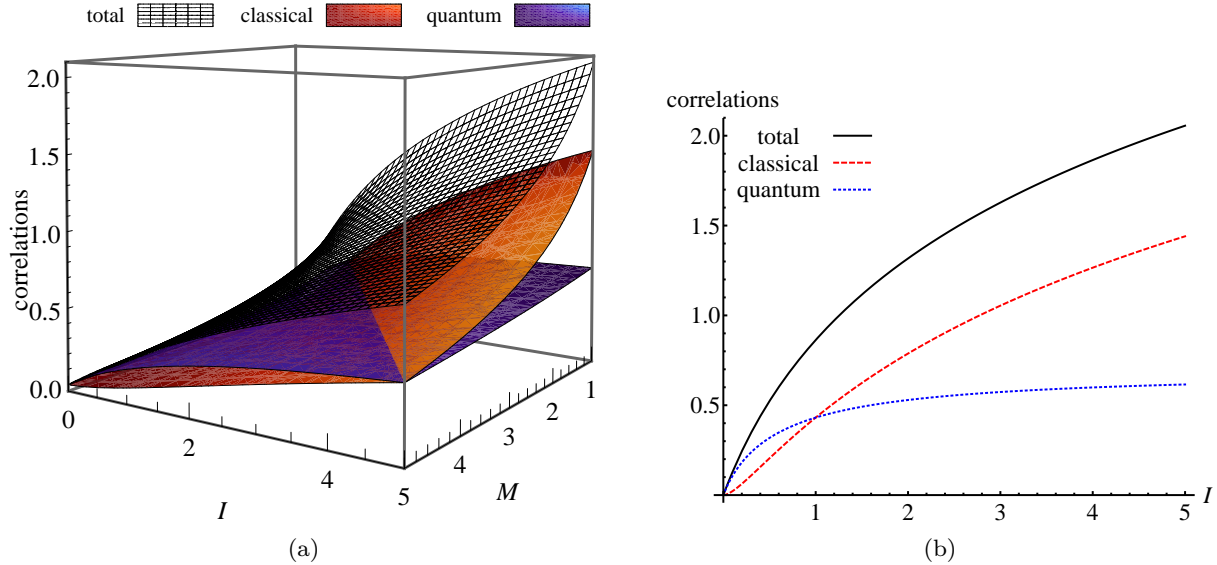 total classical quantum
2.0
1.5
1.0
0.5
0.0
correlations
0
2
4
5
I
4
3
2
1
M
(a)
correlations
total
classical
quantum
2.0
1.5
1.0
0.5
1 2 3 4 5
I
(b)